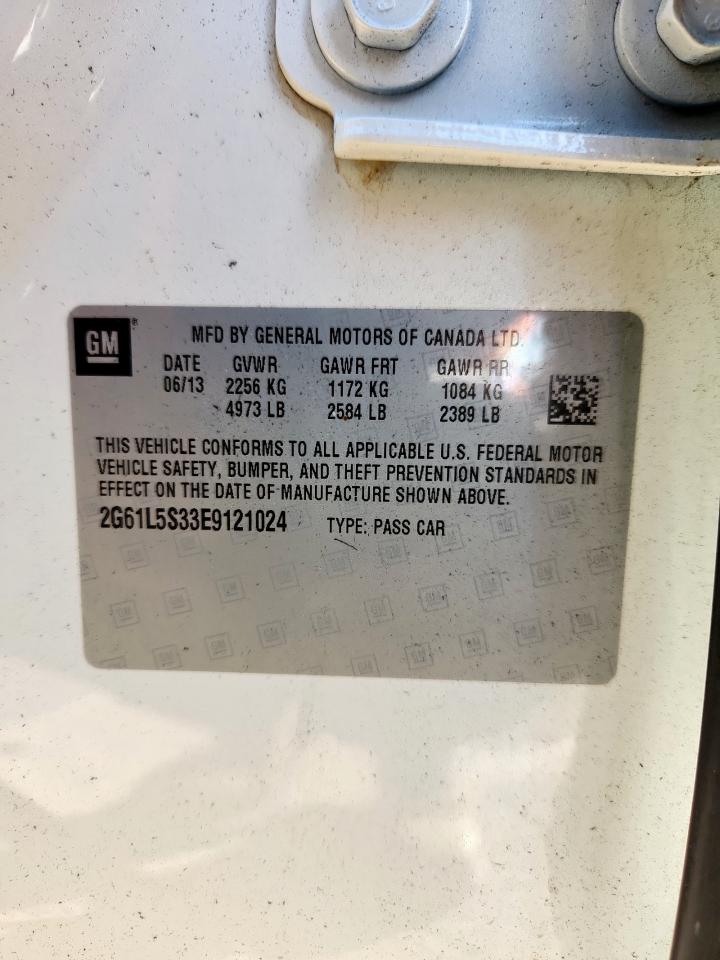 GM®
MFD BY GENERAL MOTORS OF CANADA LTD.
DATE GVWR GAWR FRT GAWR RR
06/13 2256 KG 1172 KG 1084 KG
4973 LB 2584 LB 2389 LB
THIS VEHICLE CONFORMS TO ALL APPLICABLE U.S. FEDERAL MOTOR
VEHICLE SAFETY, BUMPER, AND THEFT PREVENTION STANDARDS IN
EFFECT ON THE DATE OF MANUFACTURE SHOWN ABOVE.
2G61L5S33E9121024 TYPE: PASS CAR